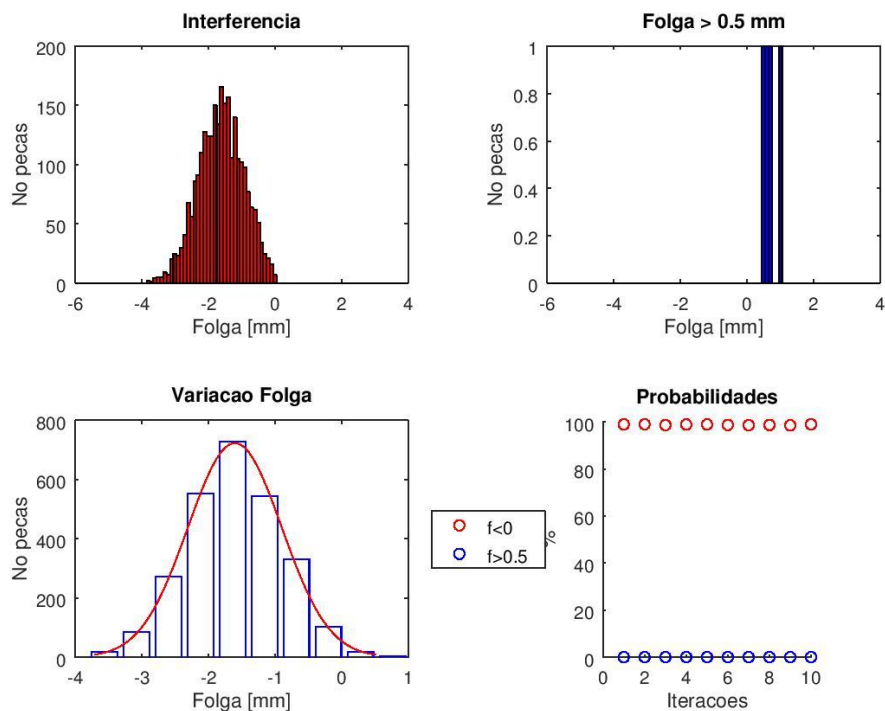 Interferencia
200
150
100
50
0
No pecas
-6 -4 -2 0 2 4
Folga [mm]
Folga > 0.5 mm
1
0.8
0.6
0.4
0.2
0
No pecas
-6 -4 -2 0 2 4
Folga [mm]
Variacao Folga
800
600
400
200
0
No pecas
-4 -3 -2 -1 0 1
Folga [mm]
f<0
f>0.5
Probabilidades
100
80
60
40
20
0
%
0 2 4 6 8 10
Iteracoes